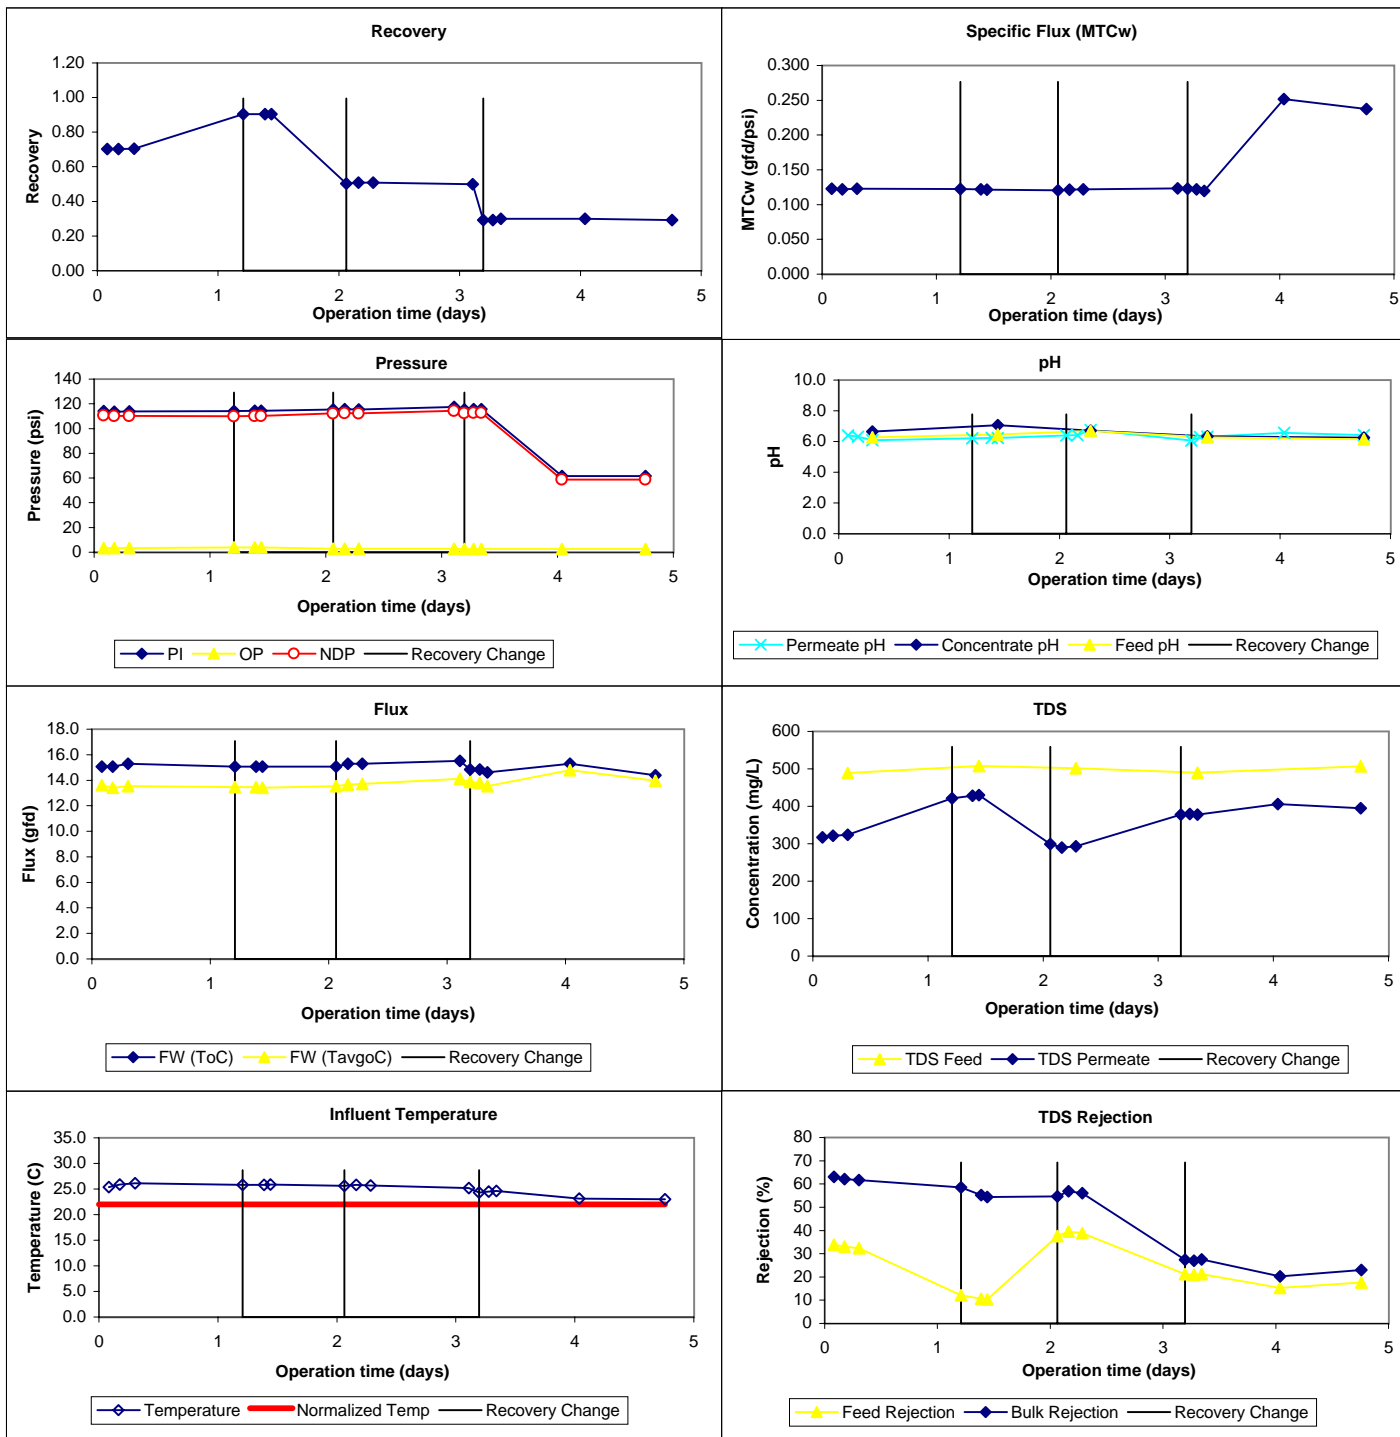 Recovery
1.20
1.00
0.80
0.60
0.40
0.20
0.00
Recovery
0 1 2 3 4 5
Operation time (days)
Specific Flux (MTCw)
0.300
0.250
0.200
0.150
0.100
0.050
0.000
MTCw (gfd/psi)
0 1 2 3 4 5
Operation time (days)
Pressure
140
120
100
80
60
40
20
0
Pressure (psi)
0 1 2 3 4 5
Operation time (days)
PI OP NDP Recovery Change
pH
10.0
8.0
6.0
4.0
2.0
0.0
pH
0 1 2 3 4 5
Operation time (days)
Permeate pH Concentrate pH Feed pH Recovery Change
Flux
18.0
16.0
14.0
12.0
10.0
8.0
6.0
4.0
2.0
0.0
Flux (gfd)
0 1 2 3 4 5
Operation time (days)
FW (ToC) FW (TavgoC) Recovery Change
TDS
600
500
400
300
200
100
0
Concentration (mg/L)
0 1 2 3 4 5
Operation time (days)
TDS Feed TDS Permeate Recovery Change
Influent Temperature
35.0
30.0
25.0
20.0
15.0
10.0
5.0
0.0
Temperature (C)
0 1 2 3 4 5
Operation time (days)
Temperature Normalized Temp Recovery Change
TDS Rejection
80
70
60
50
40
30
20
10
0
Rejection (%)
0 1 2 3 4 5
Operation time (days)
Feed Rejection Bulk Rejection Recovery Change